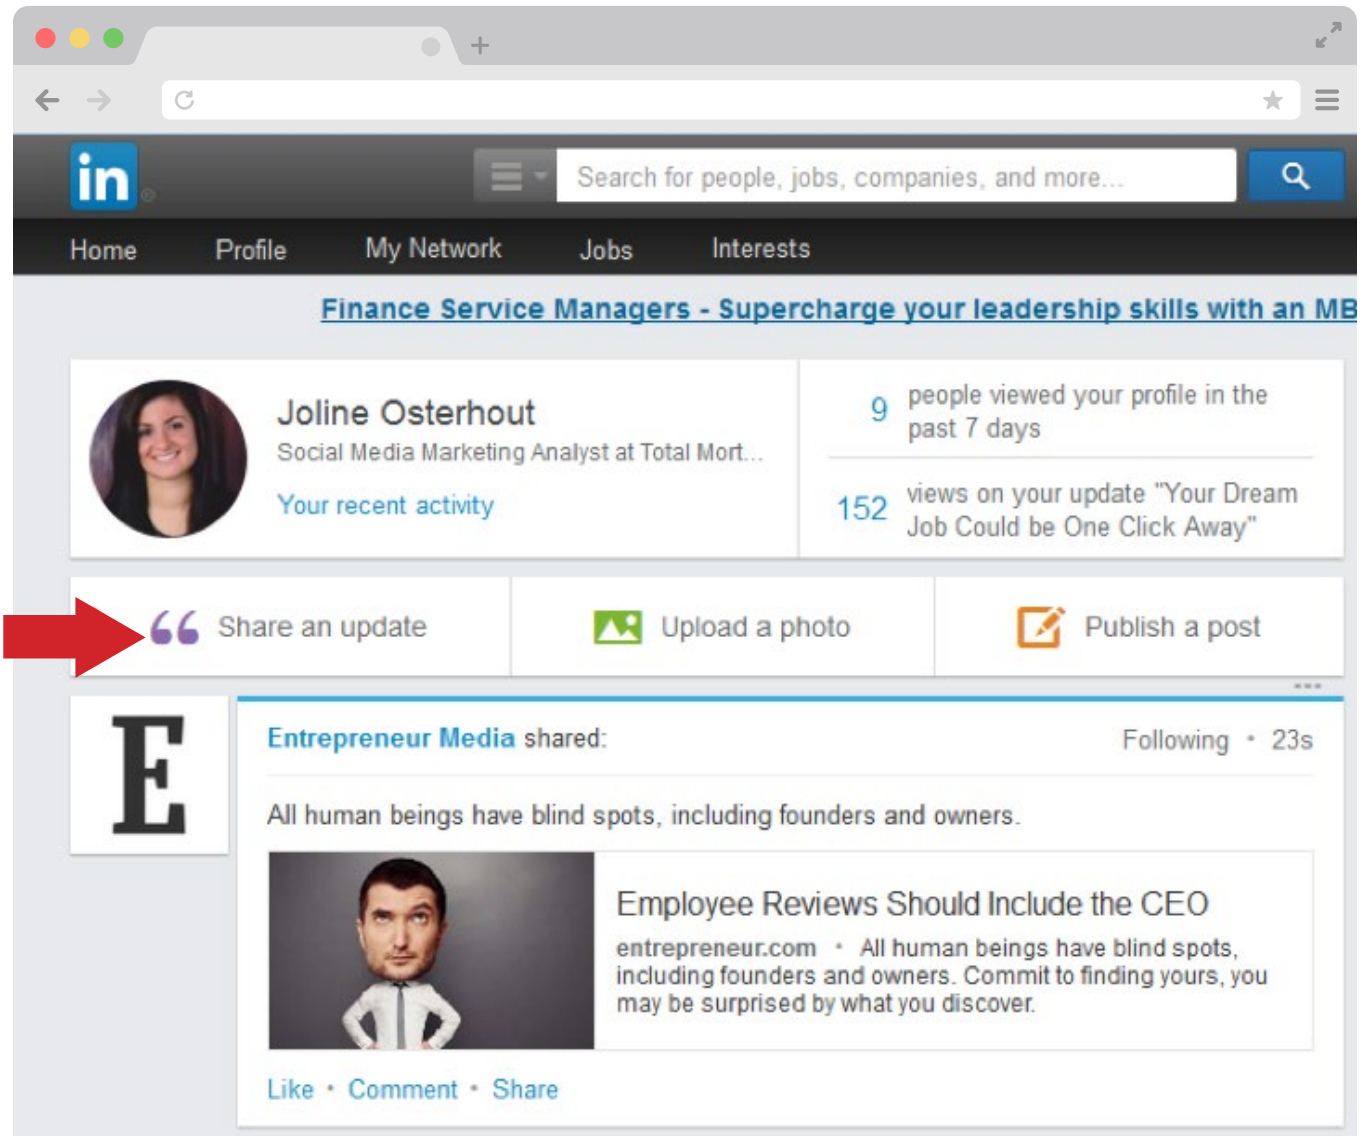 in
Search for people, jobs, companies, and more...
Home Profile My Network Jobs Interests
Finance Service Managers - Supercharge your leadership skills with an MB
Joline Osterhout
Social Media Marketing Analyst at Total Mort...
Your recent activity
9 people viewed your profile in the
past 7 days
152 views on your update "Your Dream
Job Could be One Click Away"
Share an update
Upload a photo
Publish a post
E
Entrepreneur Media shared:
Following • 23s
All human beings have blind spots, including founders and owners.
Employee Reviews Should Include the CEO
entrepreneur.com • All human beings have blind spots,
including founders and owners. Commit to finding yours, you
may be surprised by what you discover.
Like • Comment • Share